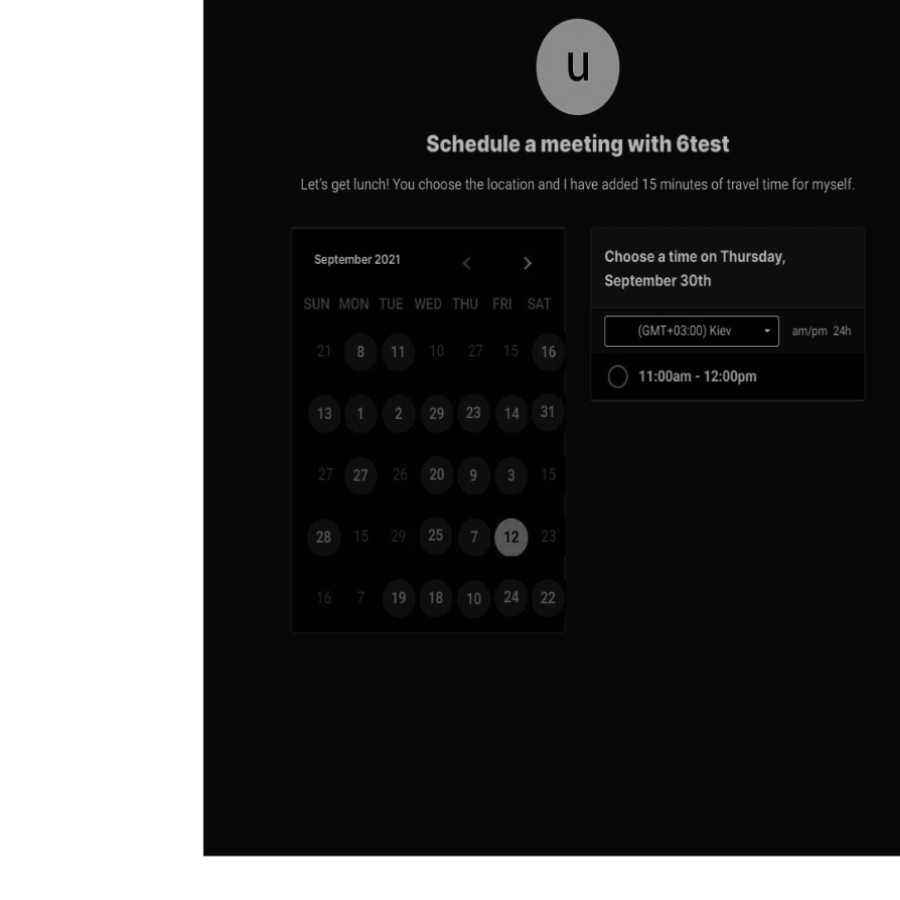 u
Schedule a meeting with 6test
Let's get lunch! You choose the location and I have added 15 minutes of travel time for myself.
September 2021
SUN MON TUE WED THU FRI SAT
21 8 11 10 27 15 16
13 1 2 29 23 14 31
27 27 26 20 9 3 15
28 15 29 25 7 12 23
16 7 19 18 10 24 22
Choose a time on Thursday,
September 30th
(GMT+03:00) Kiev am/pm 24h
11:00am - 12:00pm